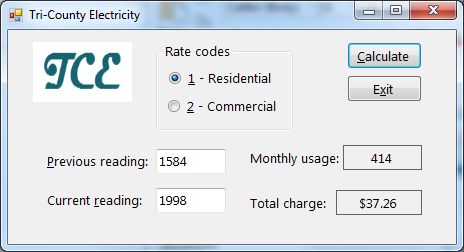 Tri-County Electricity
TCE
Rate codes
1 - Residential
2 - Commercial
Calculate
Exit
Previous reading: 1584
Monthly usage: 414
Current reading: 1998
Total charge: $37.26